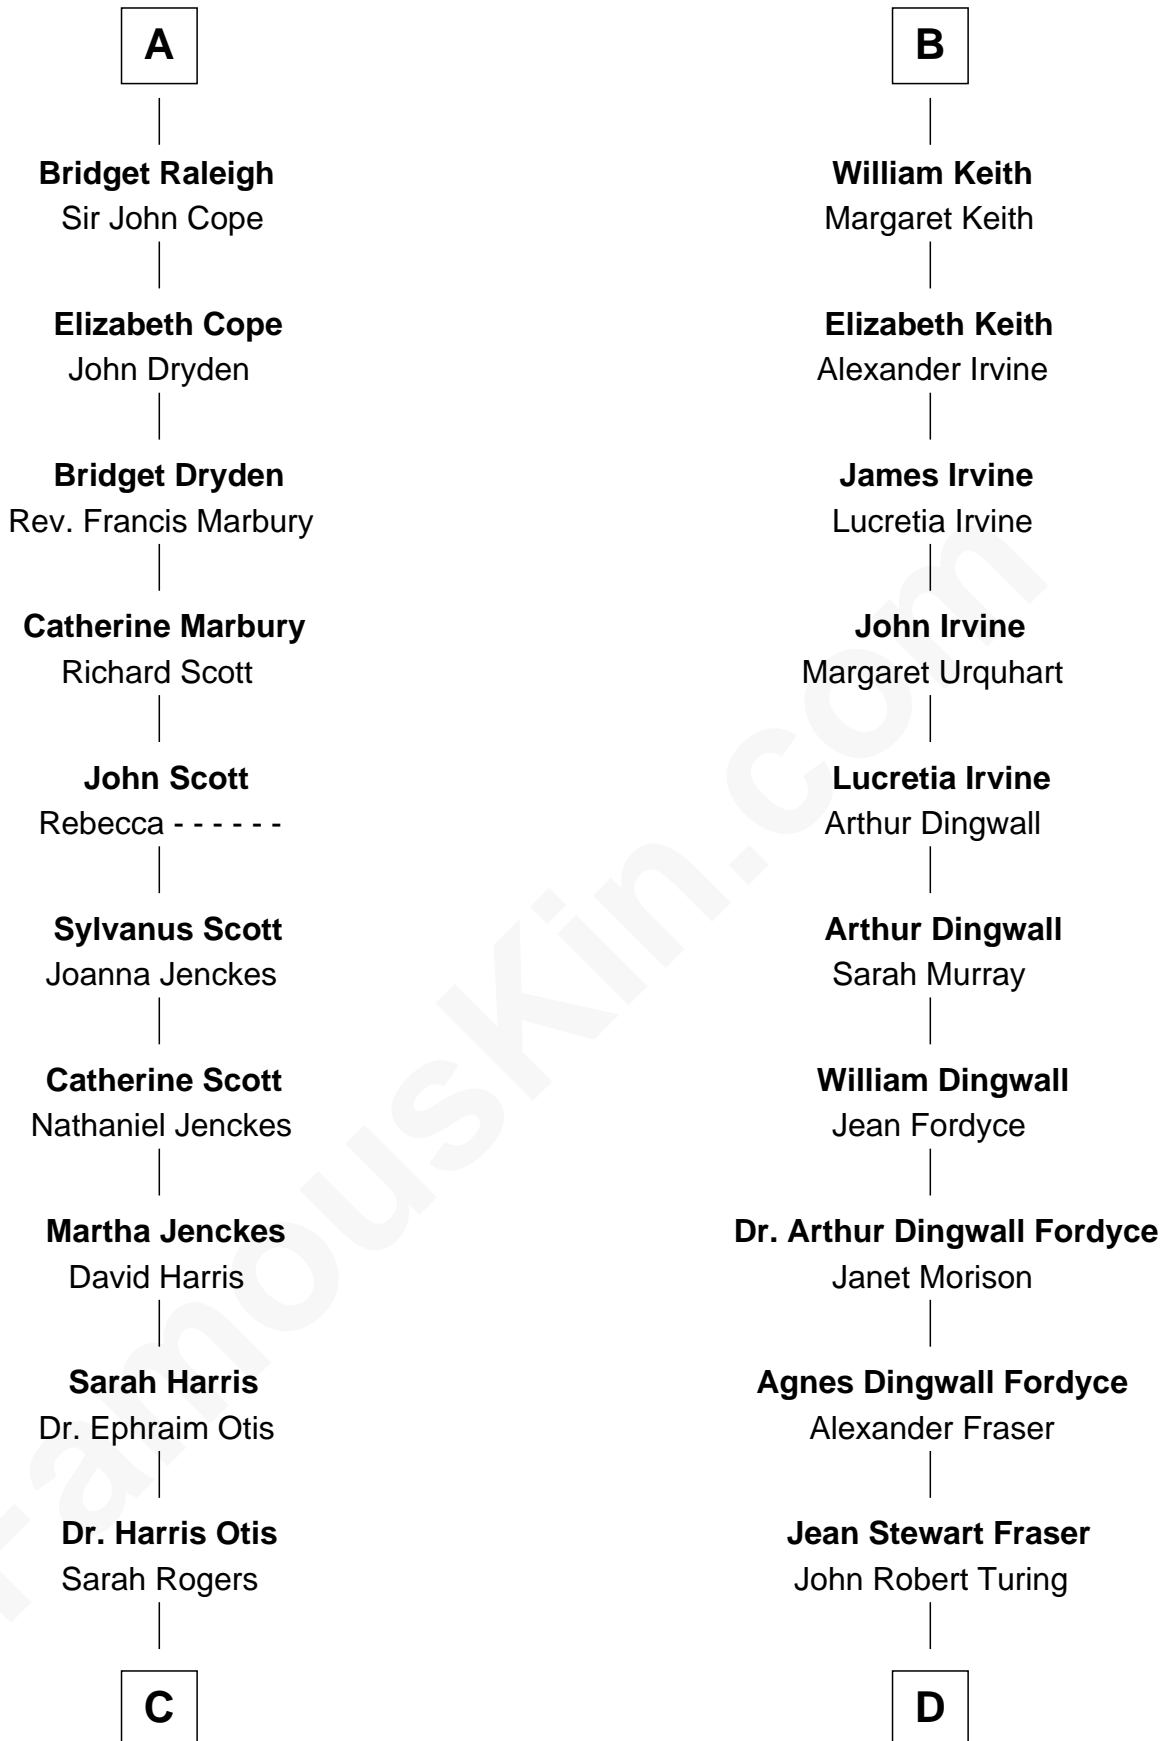 A
Bridget Raleigh
Sir John Cope
Elizabeth Cope
John Dryden
Bridget Dryden
Rev. Francis Marbury
Catherine Marbury
Richard Scott
John Scott
Rebecca - - - - - -
Sylvanus Scott
Joanna Jenckes
Catherine Scott
Nathaniel Jenckes
Martha Jenckes
David Harris
Sarah Harris
Dr. Ephraim Otis
Dr. Harris Otis
Sarah Rogers
C
B
William Keith
Margaret Keith
Elizabeth Keith
Alexander Irvine
James Irvine
Lucretia Irvine
John Irvine
Margaret Urquhart
Lucretia Irvine
Arthur Dingwall
Arthur Dingwall
Sarah Murray
William Dingwall
Jean Fordyce
Dr. Arthur Dingwall Fordyce
Janet Morison
Agnes Dingwall Fordyce
Alexander Fraser
Jean Stewart Fraser
John Robert Turing
D
FamousKin.com